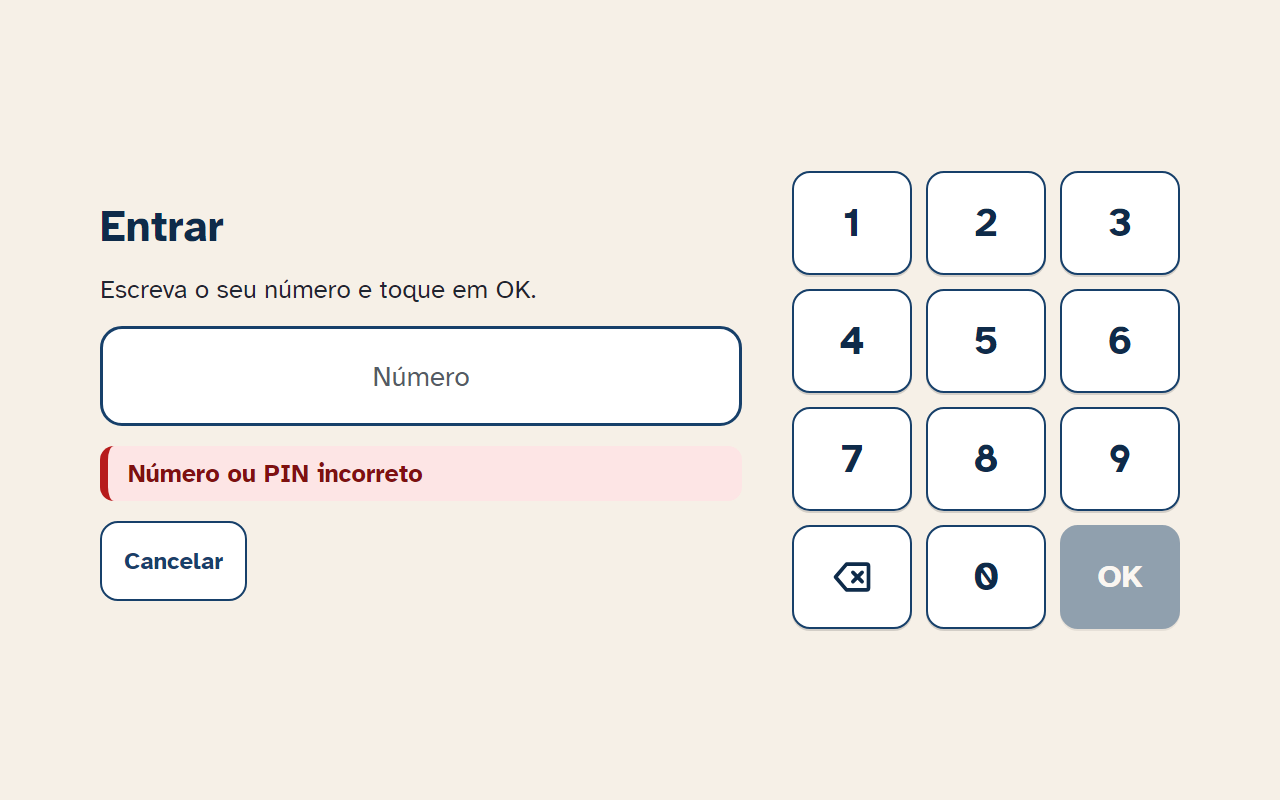 Entrar
Escreva o seu número e toque em OK.
Número
Número ou PIN incorreto
Cancelar
1 2 3
4 5 6
7 8 9
0 OK